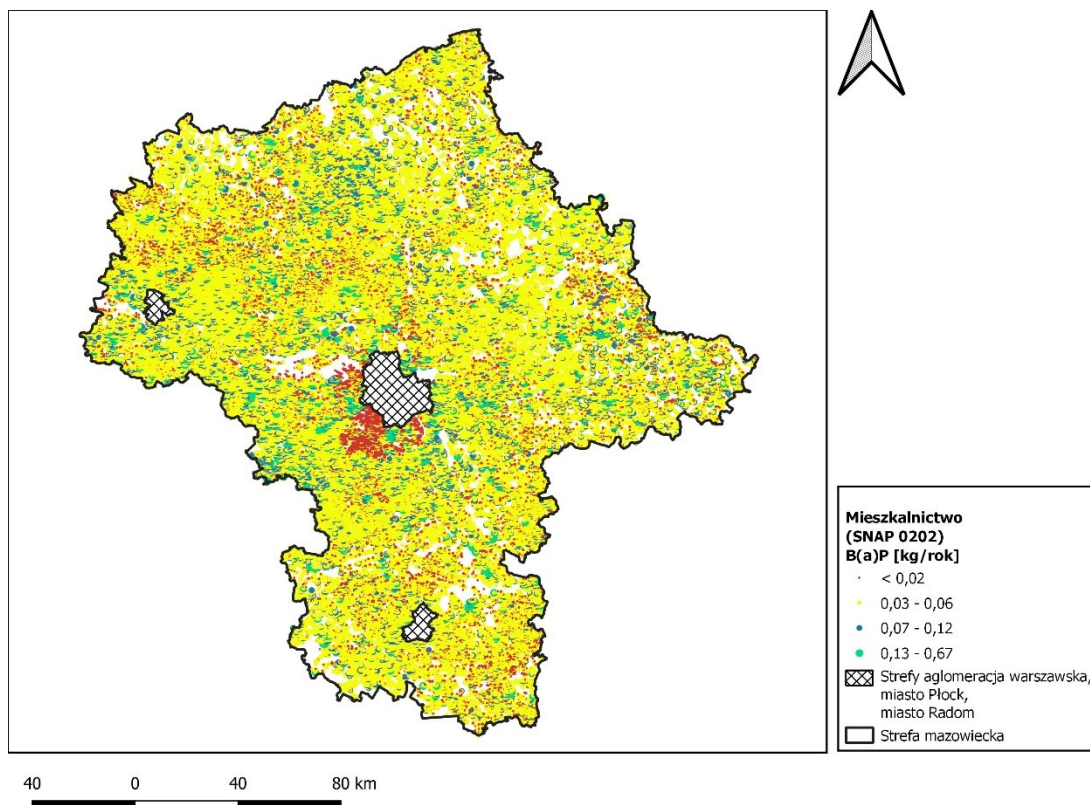 Mieszkalnictwo
(SNAP 0202)
B(a)P [kg/rok]
< 0,02
0,03 - 0,06
0,07 - 0,12
0,13 - 0,67
Strefy aglomeracja warszawska,
miasto Płock,
miasto Radom
Strefa mazowiecka
40 0 40 80 km